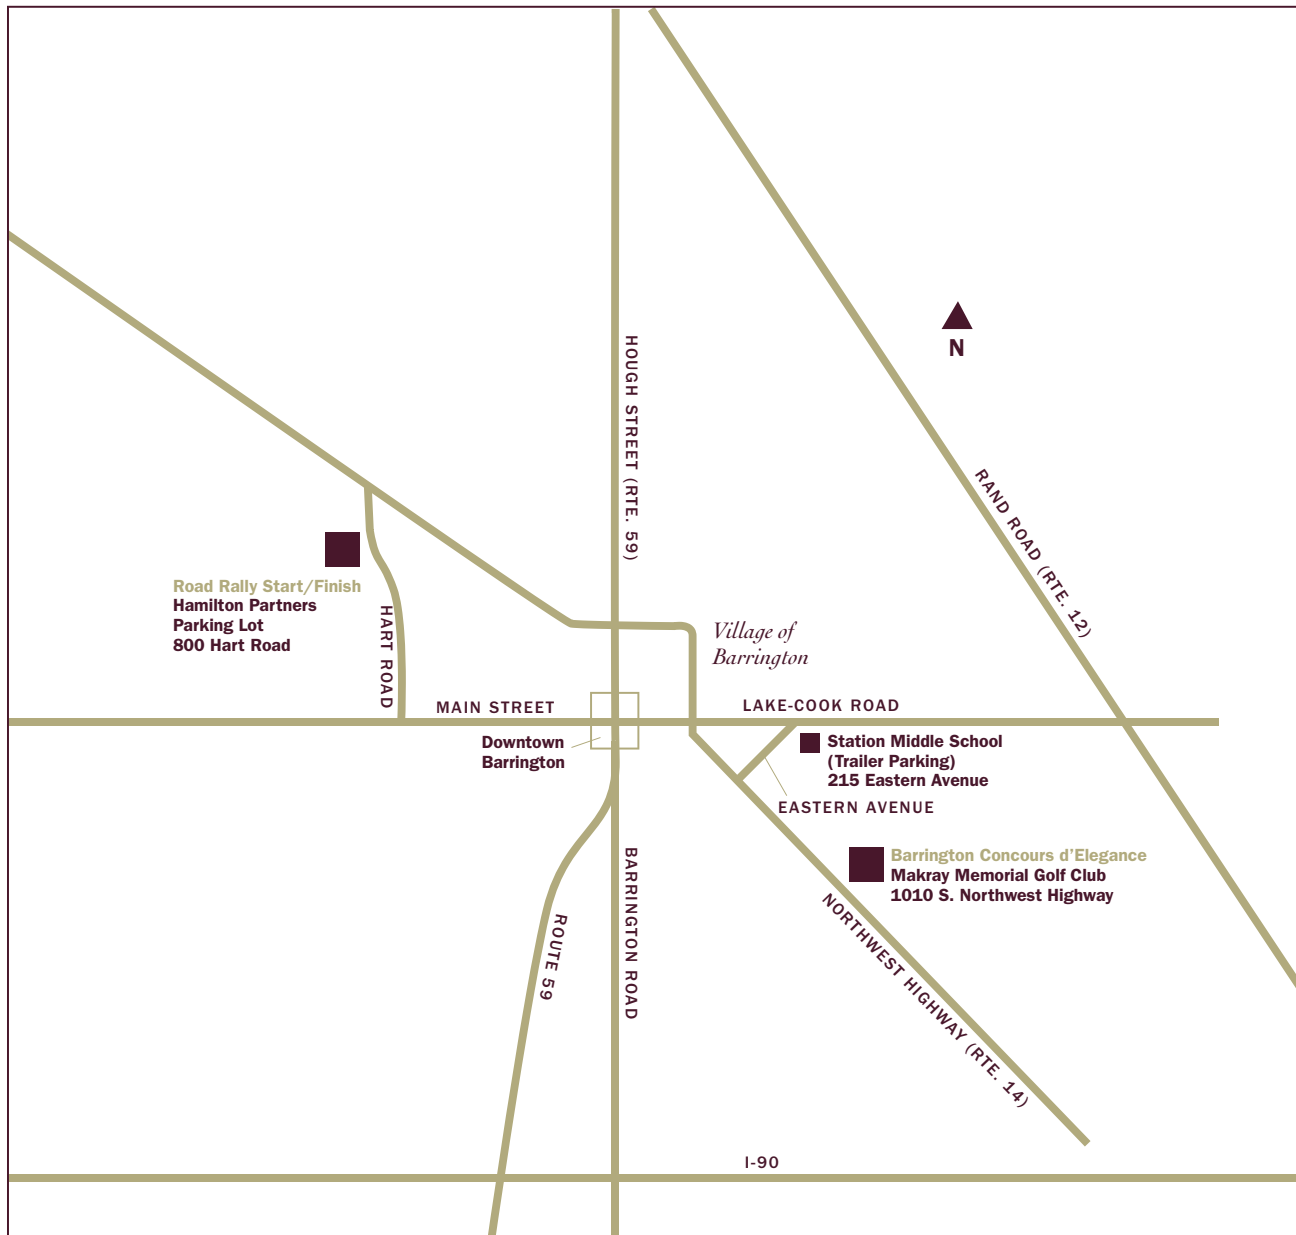 N
HOUGH STREET (RTE. 59)
RAND ROAD (RTE. 12)
Road Rally Start/Finish
Hamilton Partners
Parking Lot
800 Hart Road
HART ROAD
Village of
Barrington
MAIN STREET
LAKE-COOK ROAD
Downtown
Barrington
Station Middle School
(Trailer Parking)
215 Eastern Avenue
EASTERN AVENUE
Barrington Concours d’Elegance
Makray Memorial Golf Club
1010 S. Northwest Highway
BARRINGTON ROAD
ROUTE 59
NORTHWEST HIGHWAY (RTE. 14)
I-90